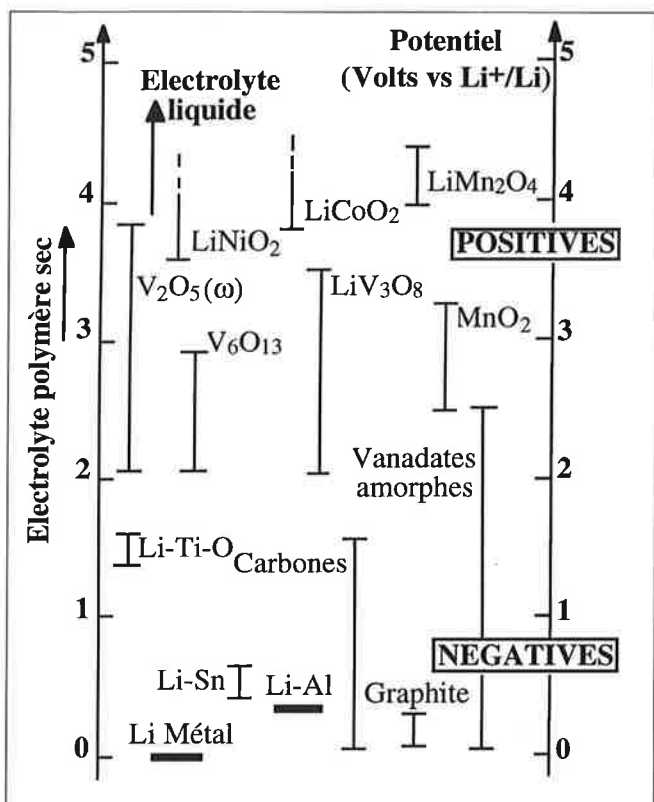 5
Potentiel
5
(Volts vs Li+/Li)
Electrolyte
liquide
4
LiMn2O4
4
LiCoO2
LiNiO2
POSITIVES
V2O5(ω)
LiV3O8
MnO2
3
V6O13
3
Electrolyte polymère sec
2
Vanadates
amorphes
2
Li-Ti-O
Carbones
1
1
NEGATIVES
Li-Sn
Li-Al
Graphite
Li Métal
0
0